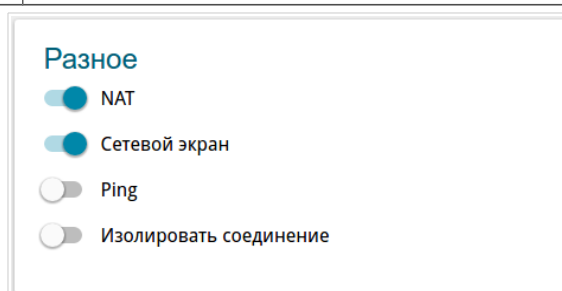 Разное
NAT
Сетевой экран
Ping
Изолировать соединение